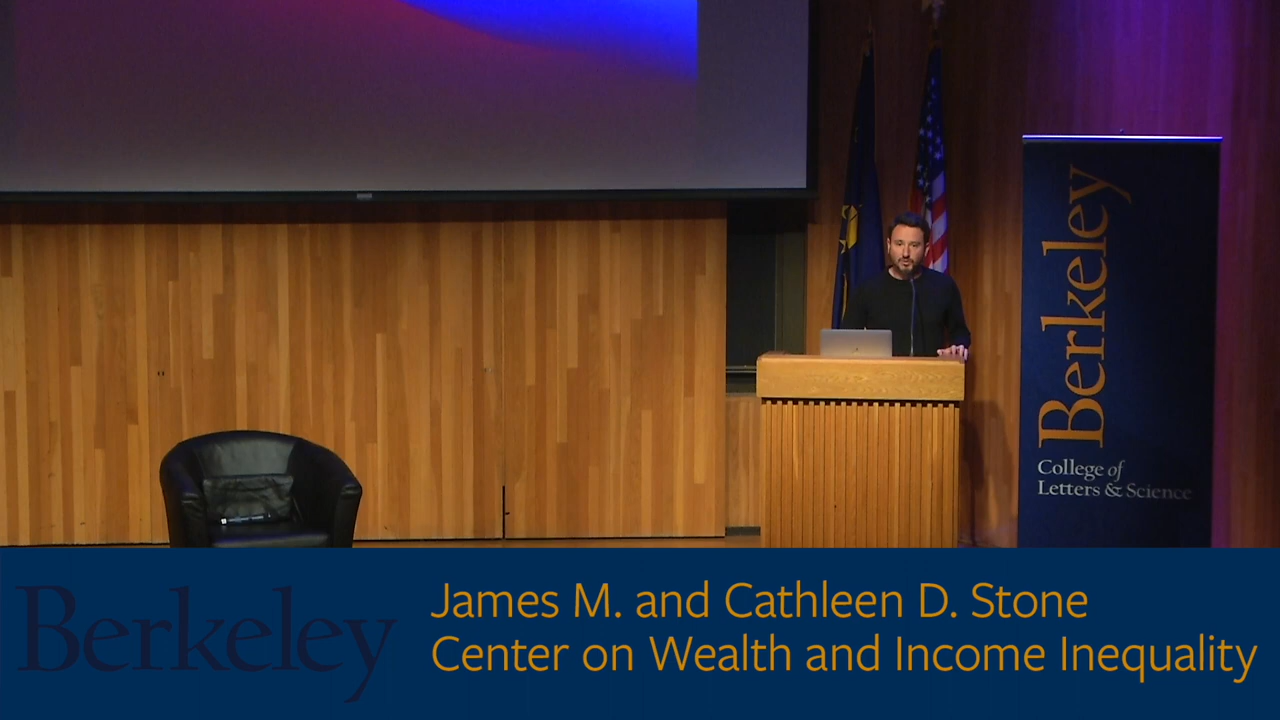 Berkeley
College of
Letters & Science
Berkeley
James M. and Cathleen D. Stone
Center on Wealth and Income Inequality